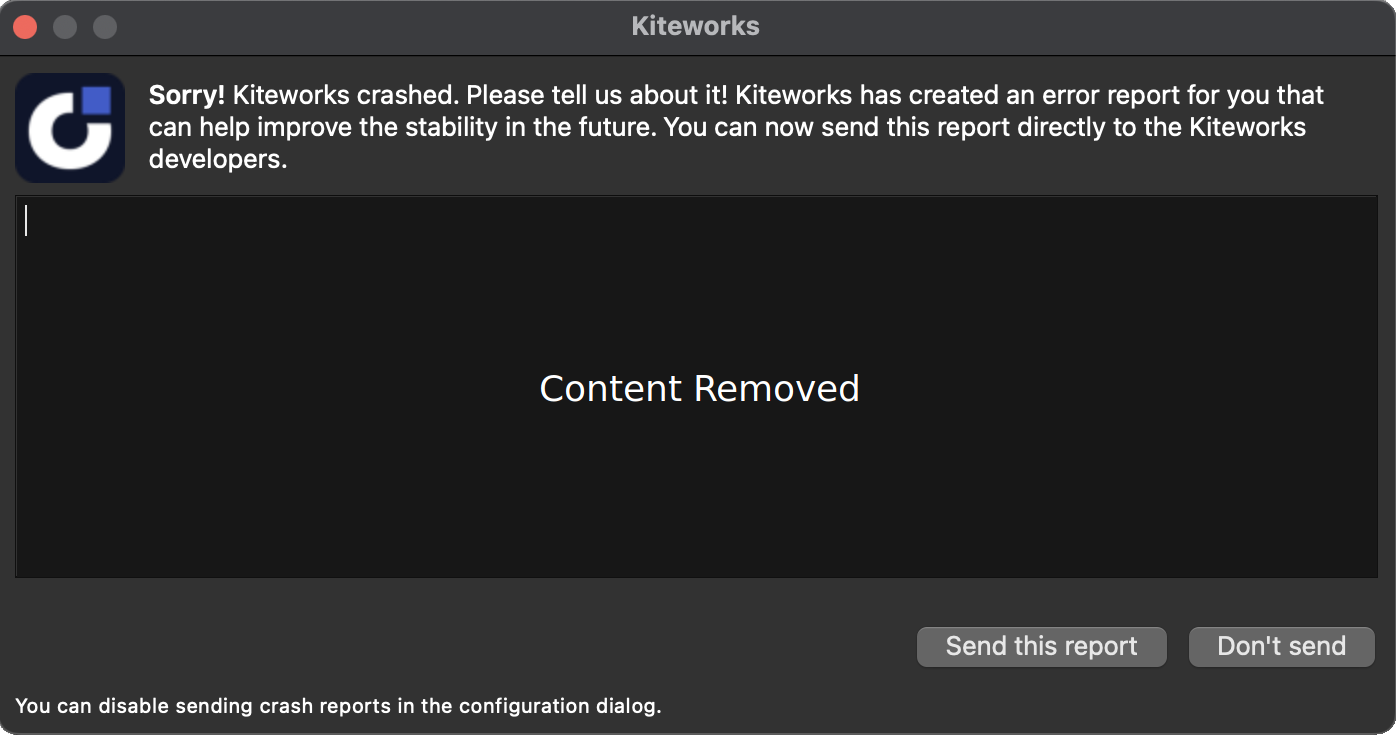 Kiteworks
Sorry! Kiteworks crashed. Please tell us about it! Kiteworks has created an error report for you that
can help improve the stability in the future. You can now send this report directly to the Kiteworks
developers.
Content Removed
Send this report
Don't send
You can disable sending crash reports in the configuration dialog.